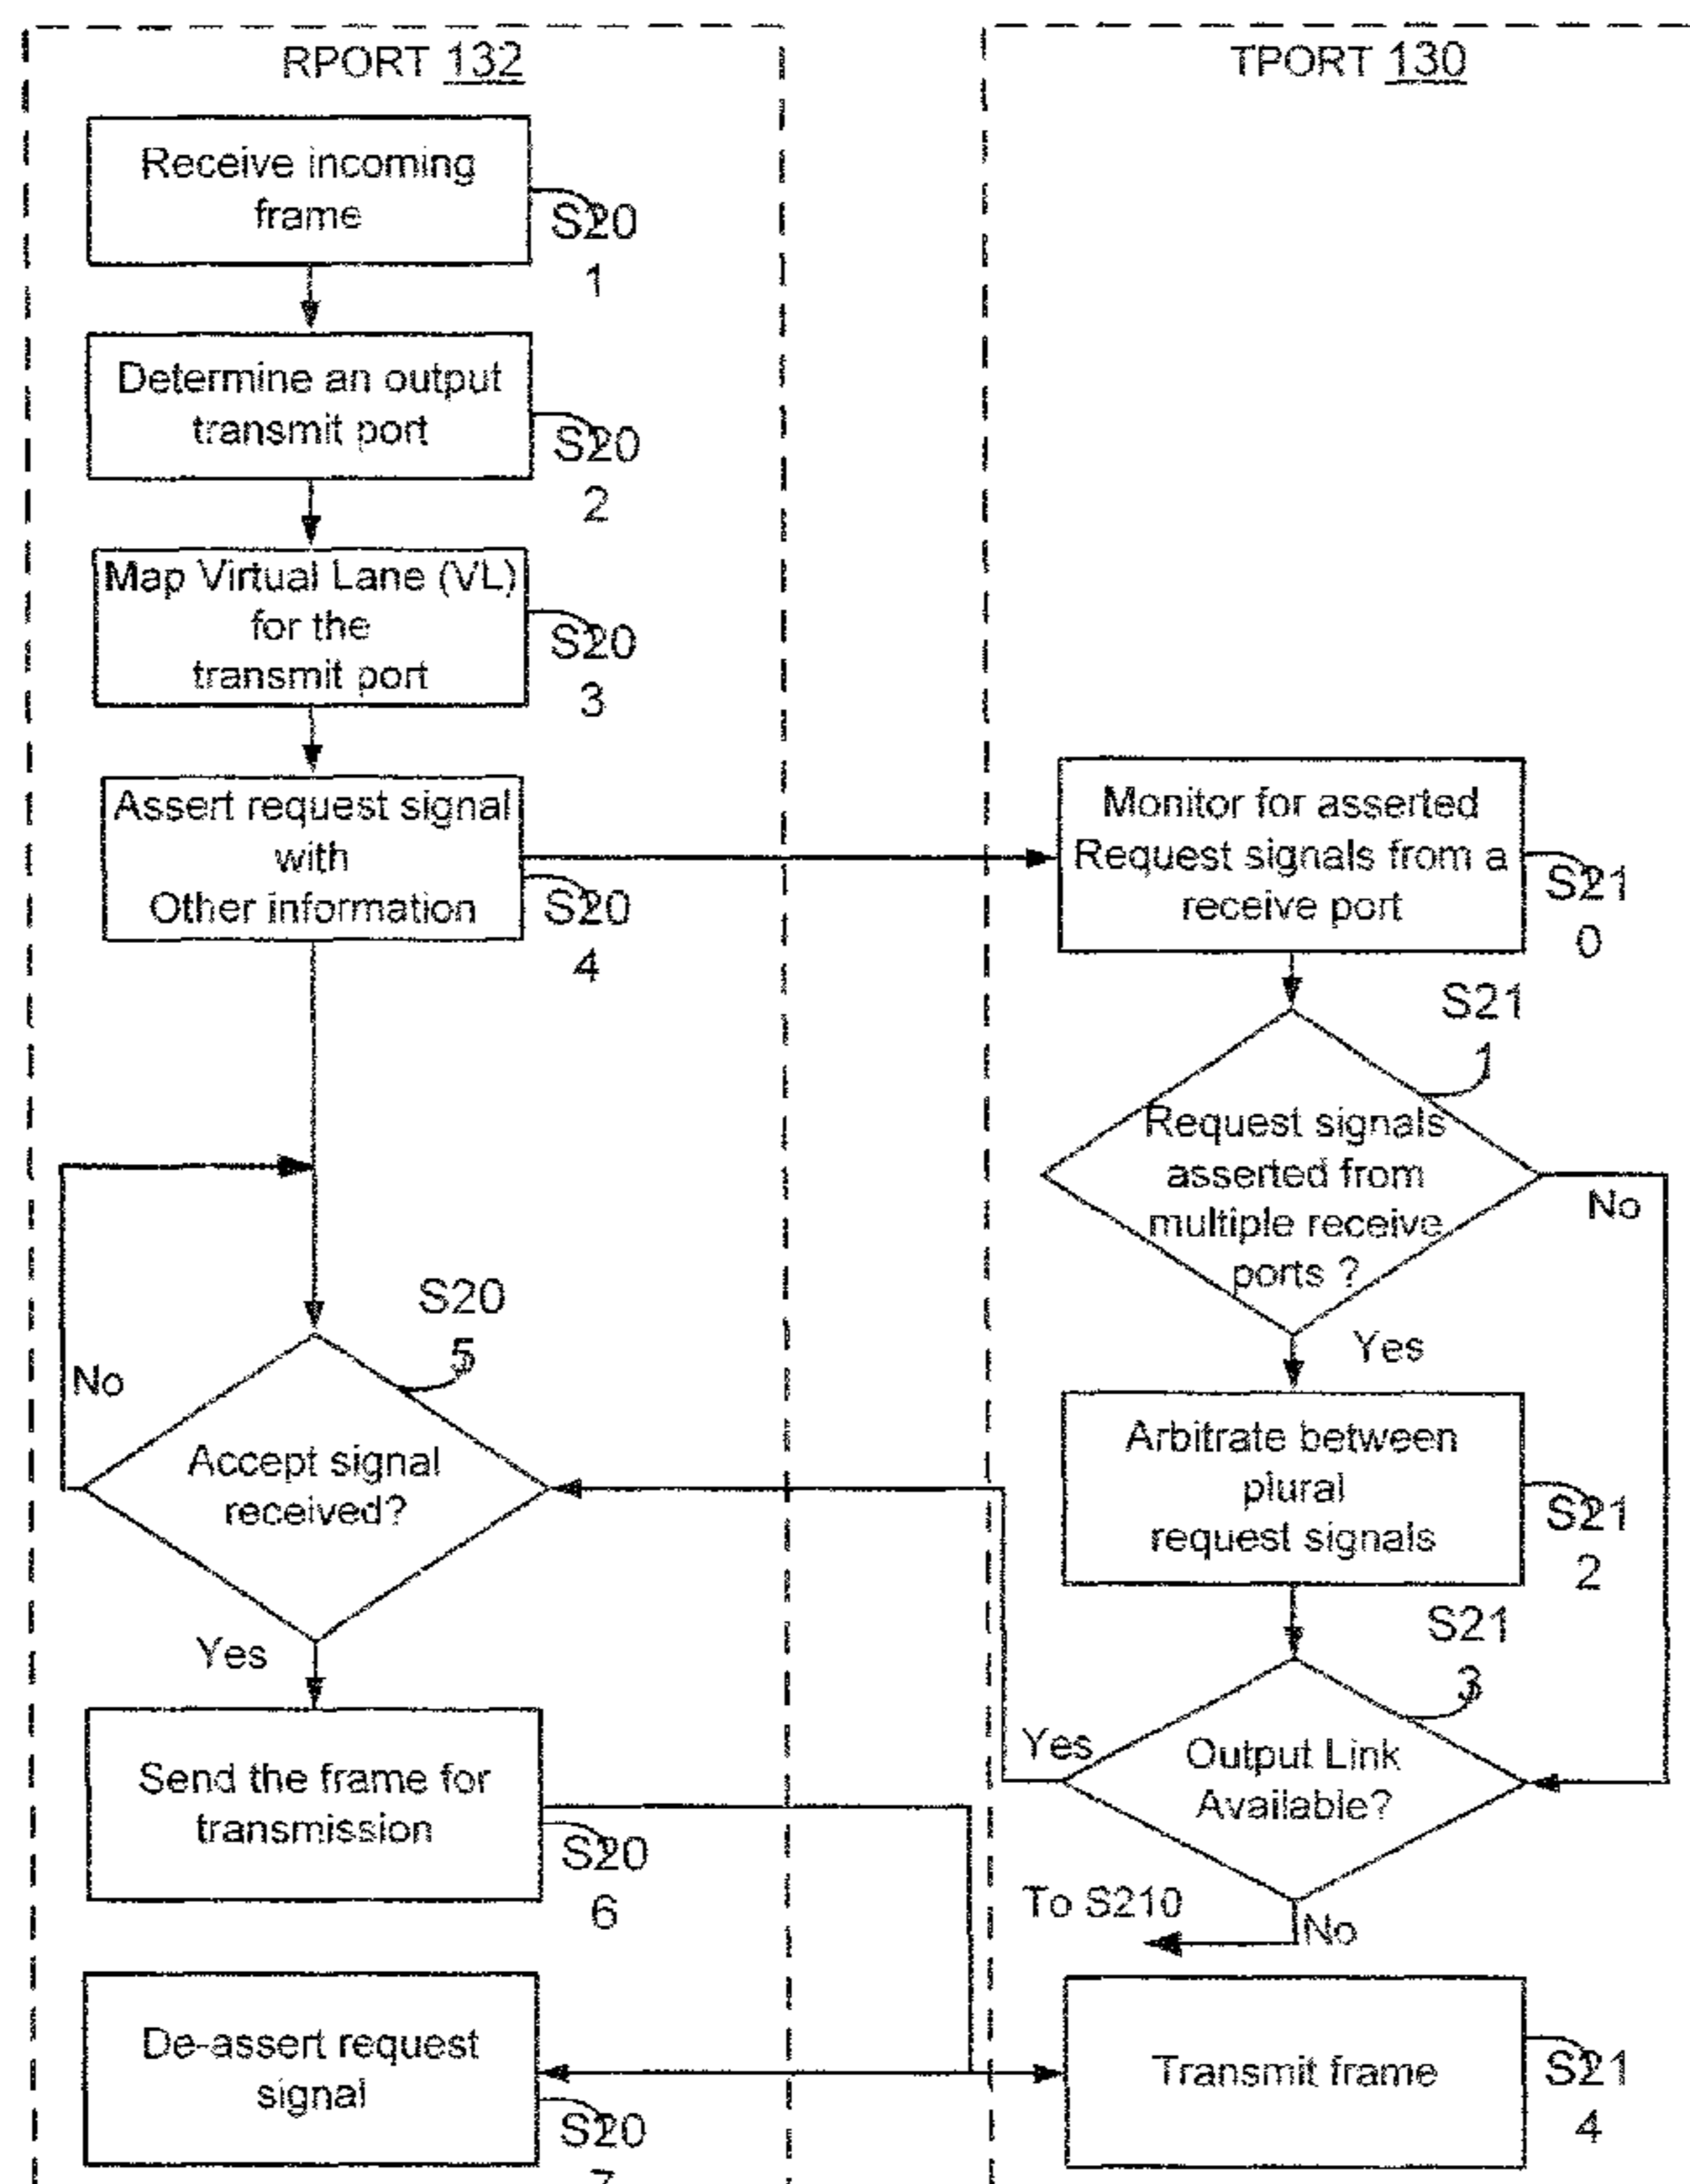 RPORT 132
Receive incoming
frame
S20
1
Determine an output
transmit port
S20
2
Map Virtual Lane (VL)
for the
transmit port
S20
3
Assert request signal
with
Other information
S20
4
S20
5
No
Accept signal
received?
Yes
Send the frame for
transmission
S20
6
De-assert request
signal
S20
7
TPORT 130
Monitor for asserted
Request signals from a
receive port
S21
0
S21
1
Request signals
asserted from
multiple receive
ports ?
No
Yes
Arbitrate between
plural
request signals
S21
2
S21
3
Yes
Output Link
Available?
To S210
No
Transmit frame
S21
4